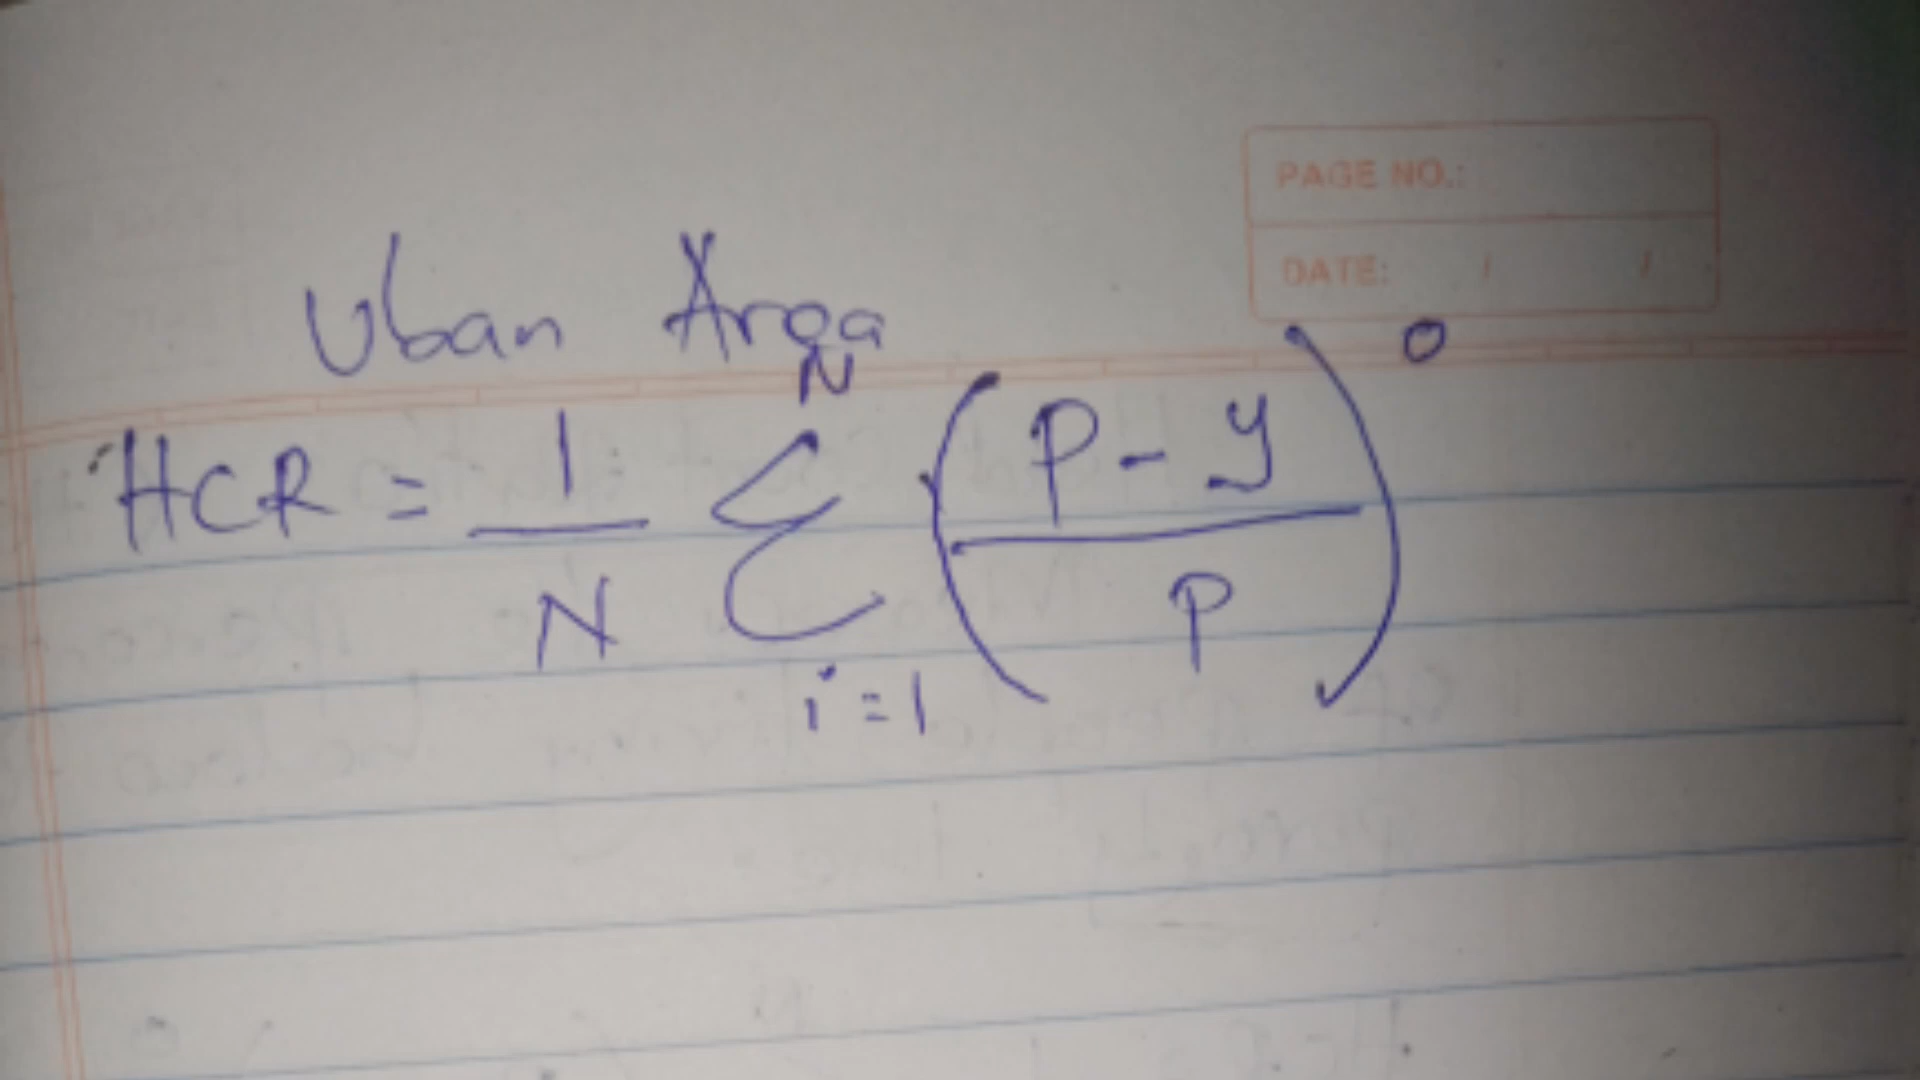 PAGE NO.:
DATE: / /
Uban Area
HCR = 1/N N Σ i=1 (P - y / P)^0